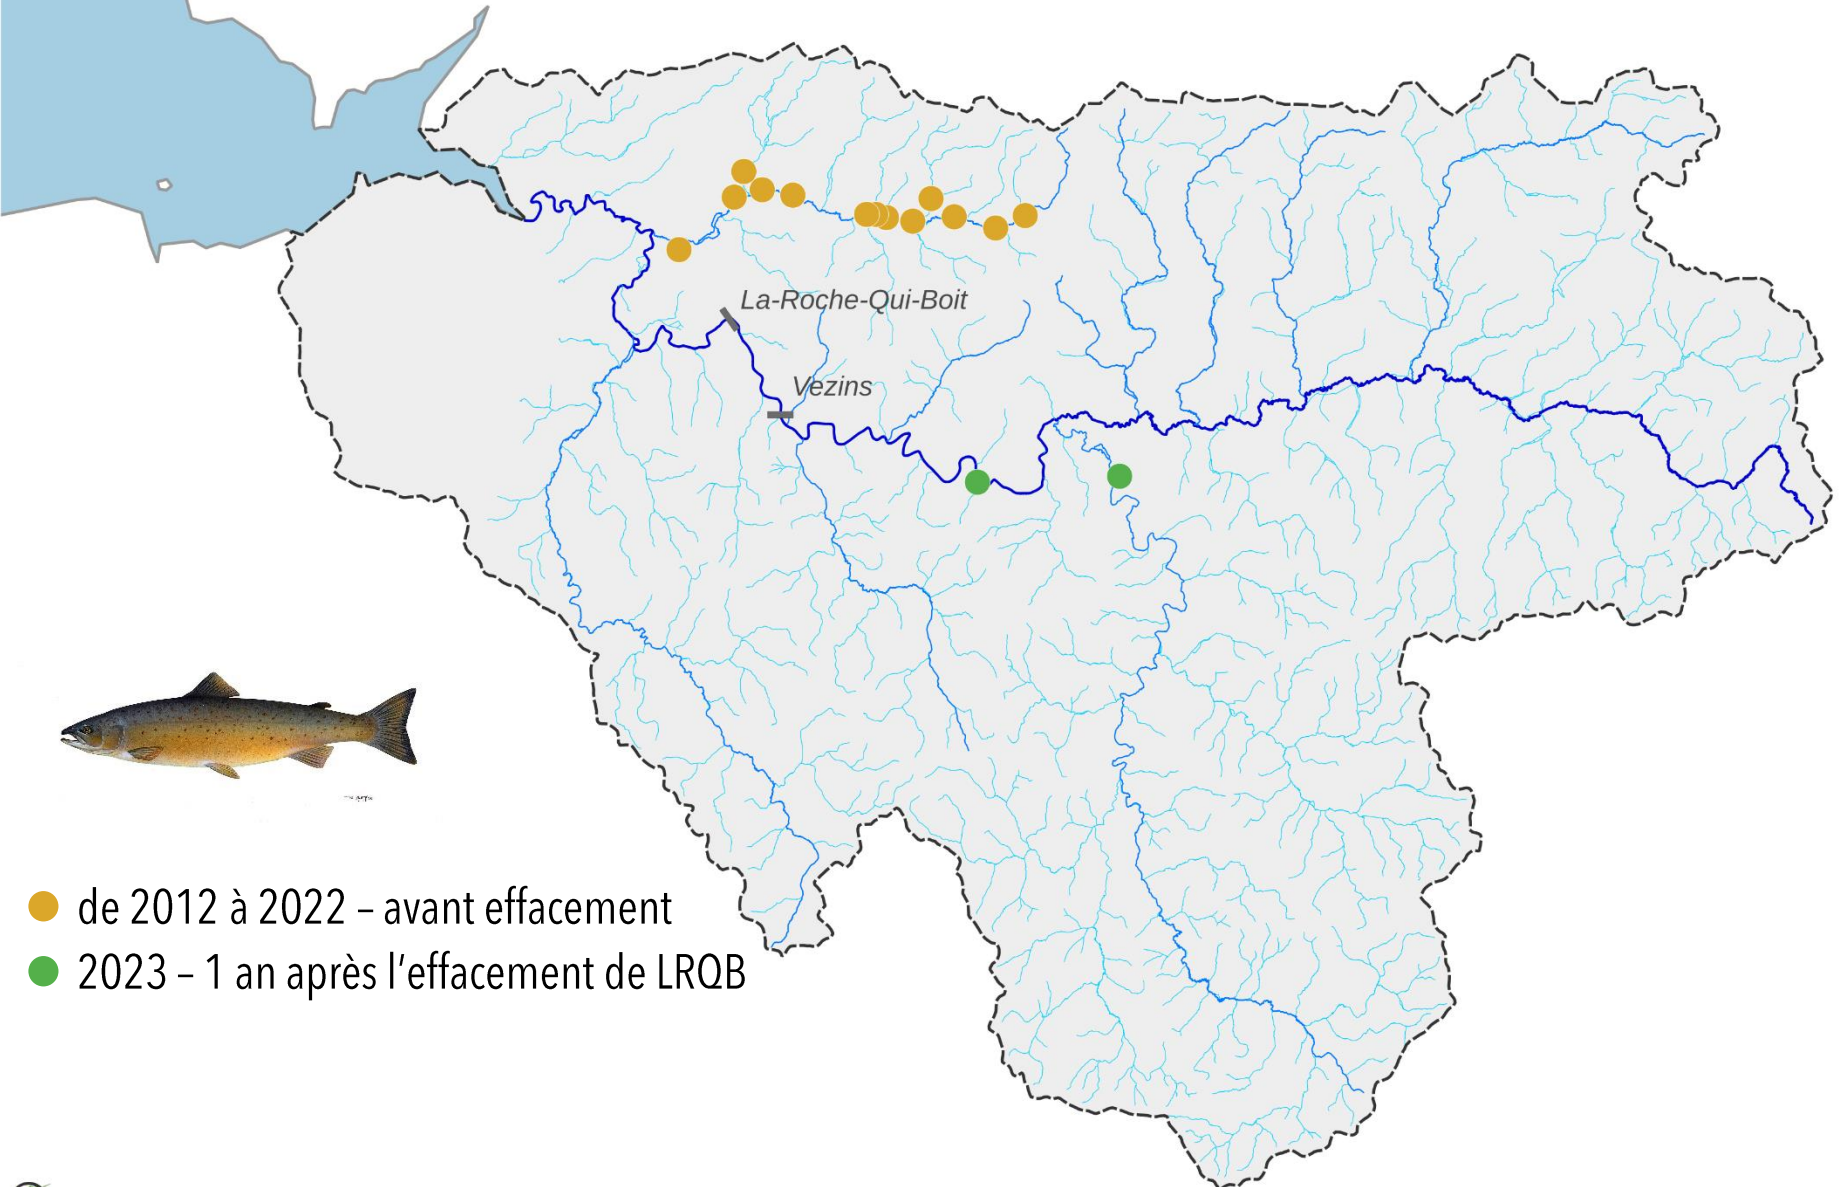 La-Roche-Qui-Boit
Vezins
de 2012 à 2022 – avant effacement
2023 – 1 an après l'effacement de LRQB